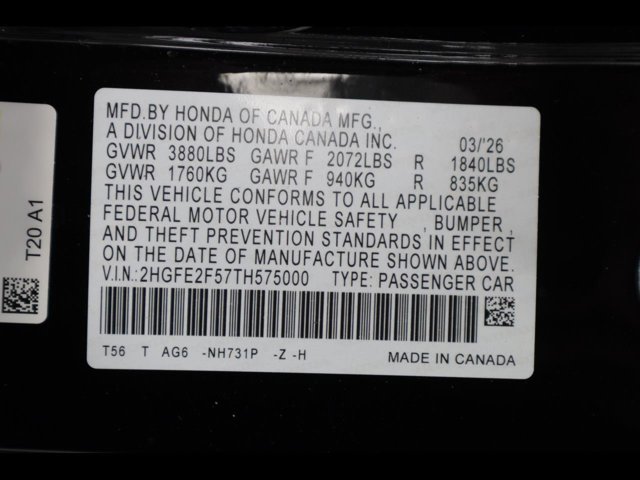 MFD.BY HONDA OF CANADA MFG.,
A DIVISION OF HONDA CANADA INC. 03/'26
GVWR 3880LBS GAWR F 2072LBS R 1840LBS
GVWR 1760KG GAWR F 940KG R 835KG
THIS VEHICLE CONFORMS TO ALL APPLICABLE
FEDERAL MOTOR VEHICLE SAFETY , BUMPER ,
AND THEFT PREVENTION STANDARDS IN EFFECT
ON THE DATE OF MANUFACTURE SHOWN ABOVE.
V.I.N.:2HGFE2F57TH575000 TYPE: PASSENGER CAR
T56 T AG6 -NH731P -Z -H MADE IN CANADA
T20 A1